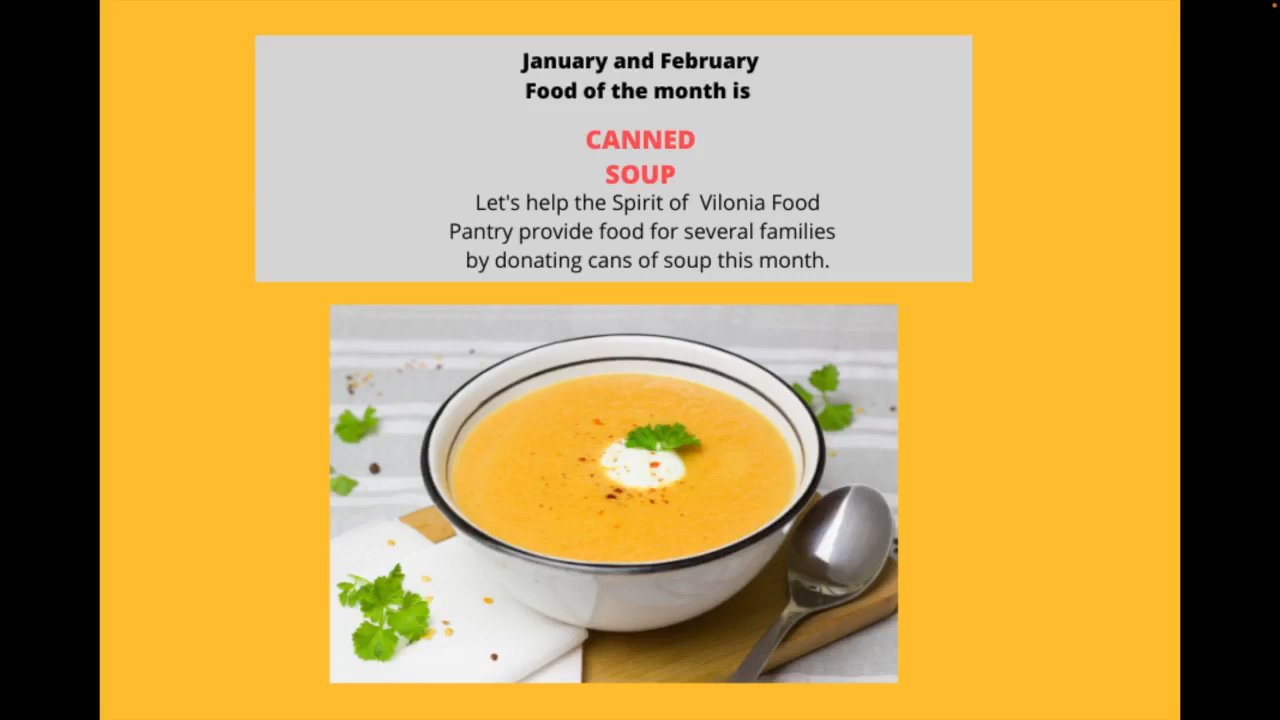 January and February
Food of the month is
CANNED
SOUP
Let's help the Spirit of  Vilonia Food
Pantry provide food for several families
by donating cans of soup this month.